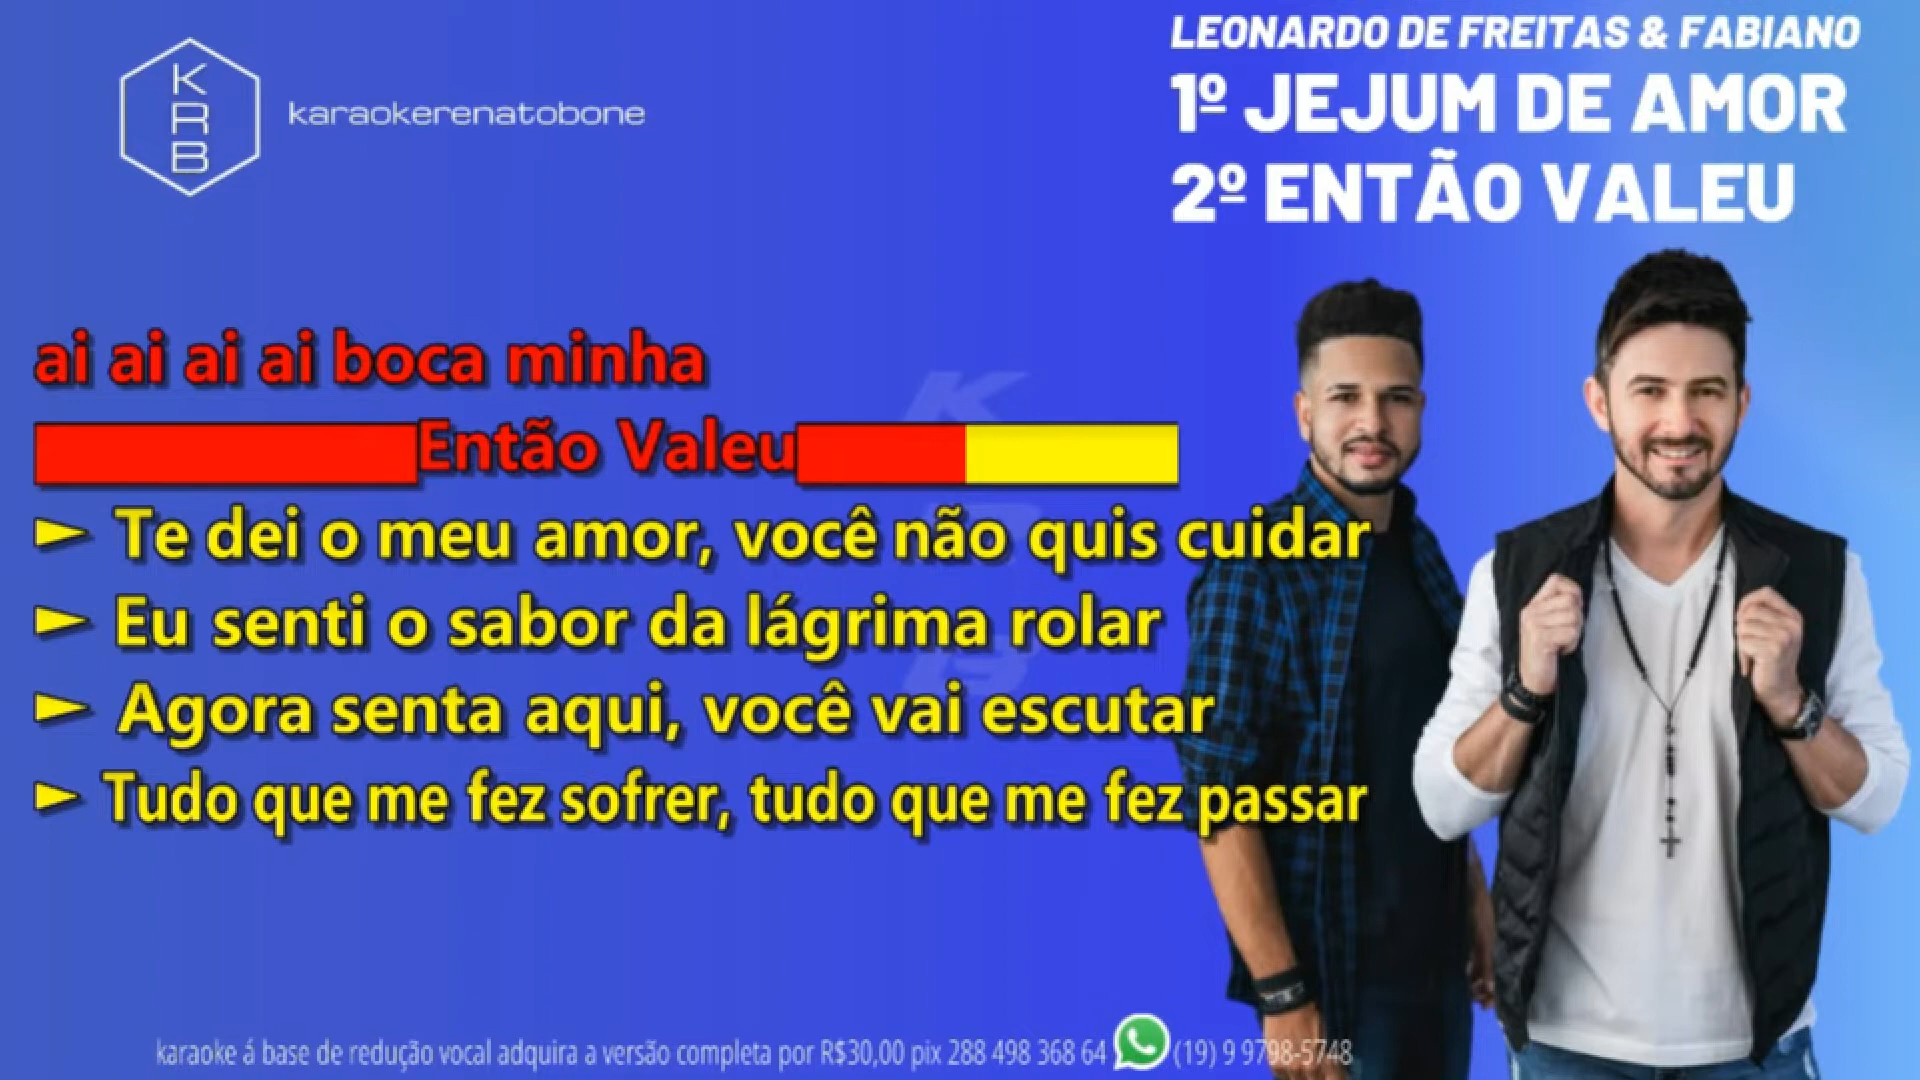 KRB
karaokerenatobone
LEONARDO DE FREITAS & FABIANO
1º JEJUM DE AMOR
2º ENTÃO VALEU
ai ai ai ai boca minha
Então Valeu
► Te dei o meu amor, você não quis cuidar
► Eu senti o sabor da lágrima rolar
► Agora senta aqui, você vai escutar
► Tudo que me fez sofrer, tudo que me fez passar
karaoke á base de redução vocal adquira a versão completa por R$30,00 pix 288 498 368 64 (19) 9 9798-5748